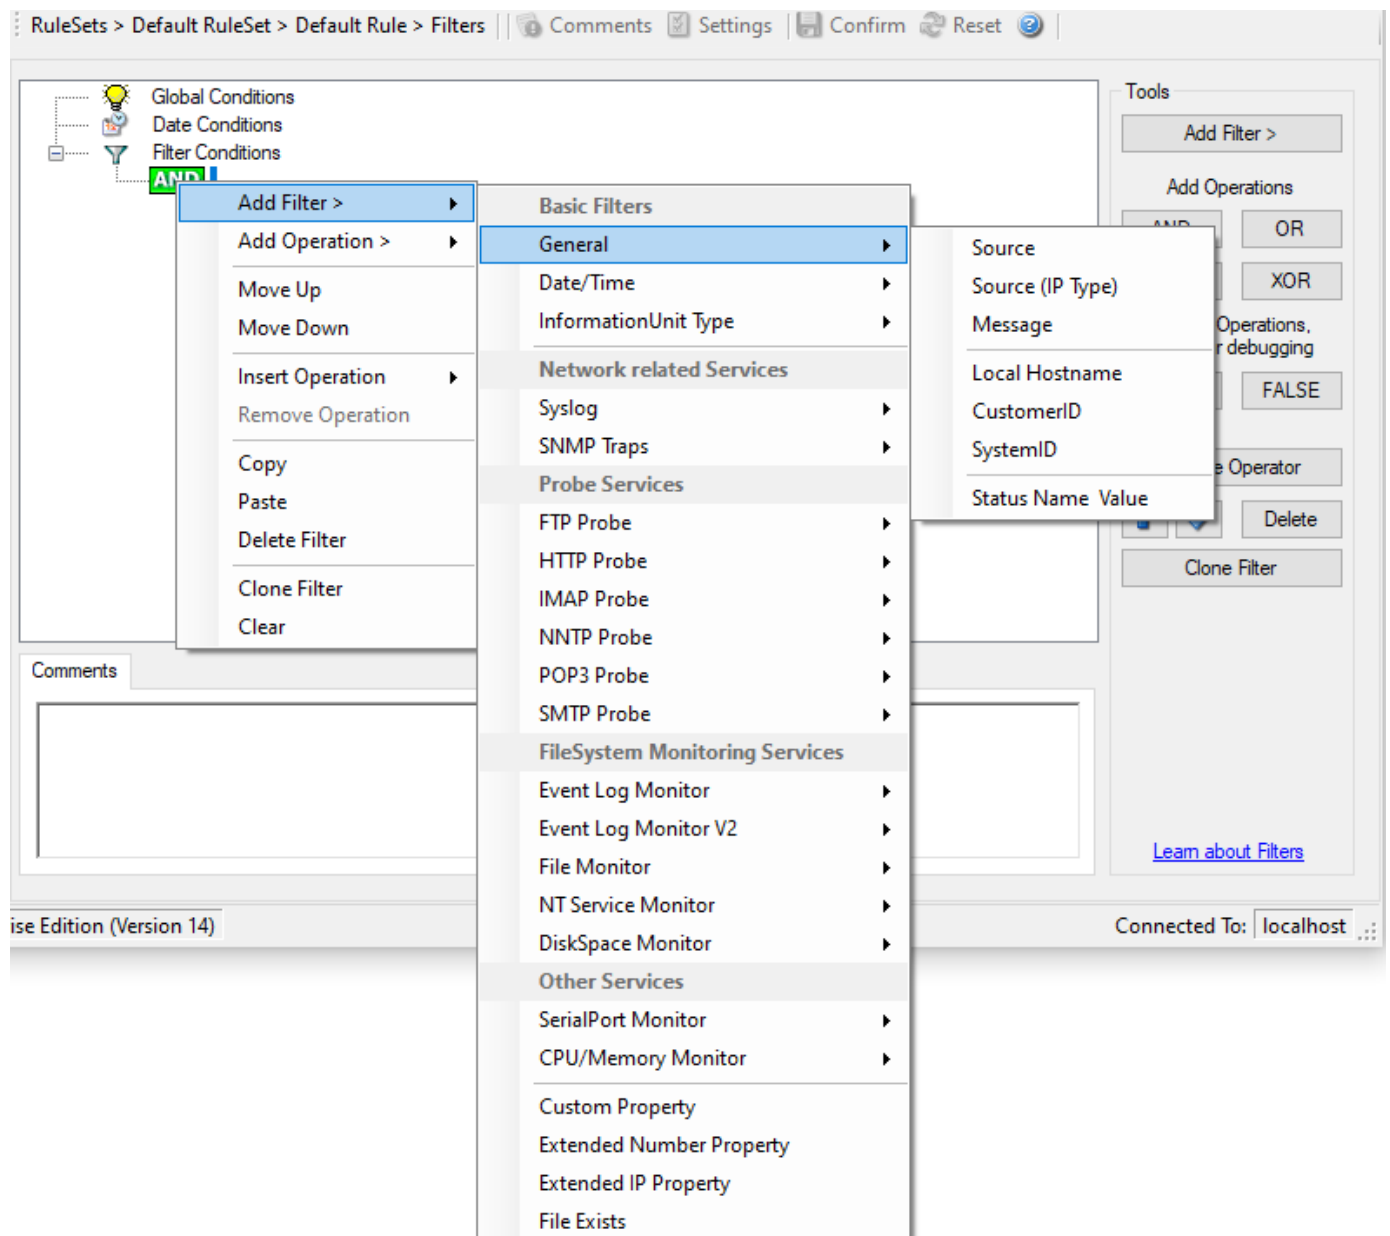 RuleSets > Default RuleSet > Default Rule > Filters
Comments
Settings
Confirm
Reset
Global Conditions
Date Conditions
Filter Conditions
AND
Add Filter >
Add Operation >
Move Up
Move Down
Insert Operation
Remove Operation
Copy
Paste
Delete Filter
Clone Filter
Clear
Basic Filters
General
Date/Time
InformationUnit Type
Network related Services
Syslog
SNMP Traps
Probe Services
FTP Probe
HTTP Probe
IMAP Probe
NNTP Probe
POP3 Probe
SMTP Probe
FileSystem Monitoring Services
Event Log Monitor
Event Log Monitor V2
File Monitor
NT Service Monitor
DiskSpace Monitor
Other Services
SerialPort Monitor
CPU/Memory Monitor
Custom Property
Extended Number Property
Extended IP Property
File Exists
Source
Source (IP Type)
Message
Local Hostname
CustomerID
SystemID
Status Name Value
Tools
Add Filter >
Add Operations
AND
OR
XOR
Operations,
debugging
FALSE
Operator
Delete
Clone Filter
Learn about Filters
Comments
ise Edition (Version 14)
Connected To: localhost